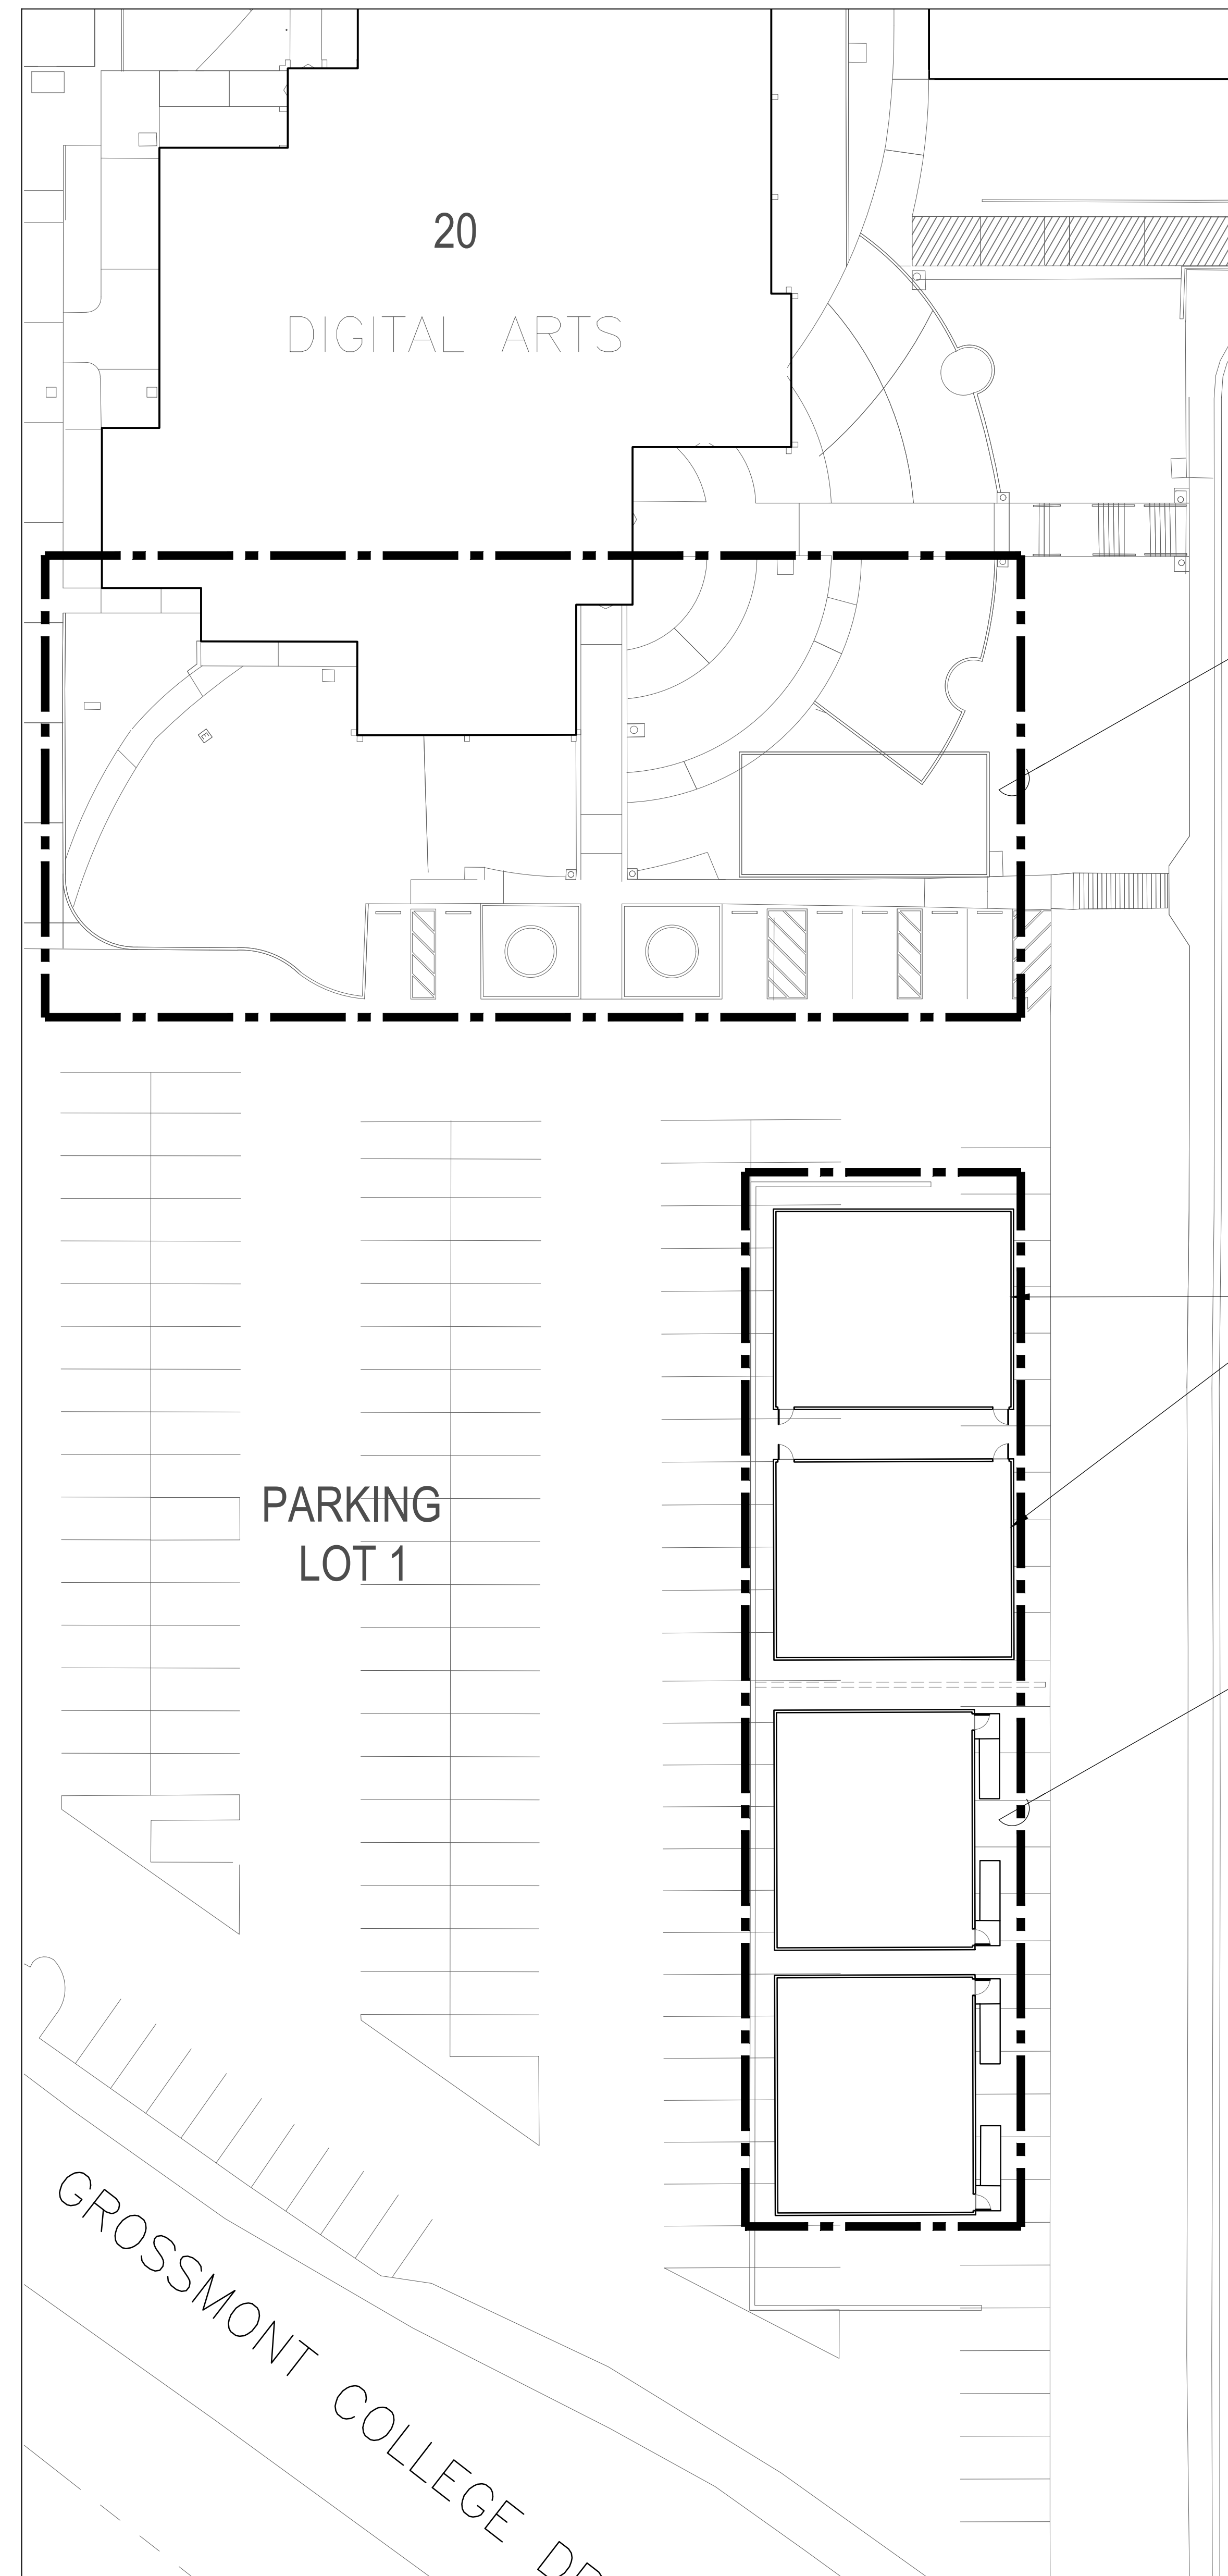 20
DIGITAL ARTS
E
PARKING
LOT 1
GROSSMONT COLLEGE